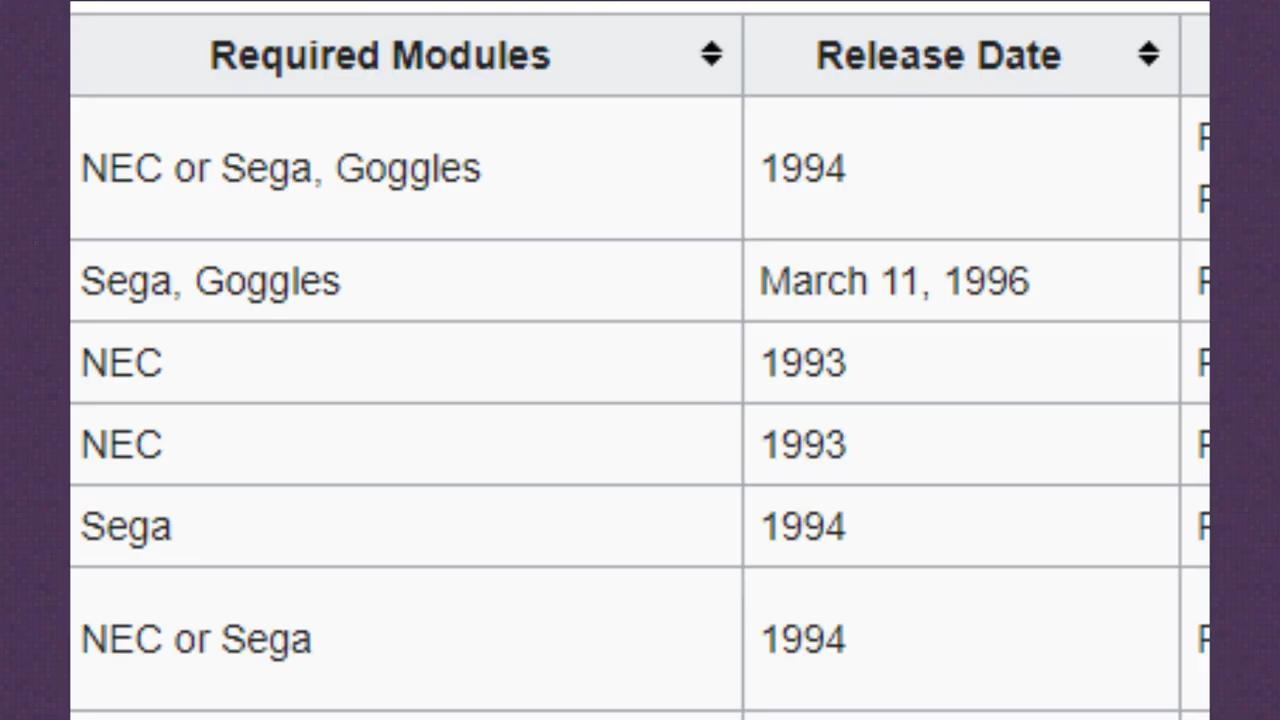 Required Modules Release Date
NEC or Sega, Goggles 1994
Sega, Goggles March 11, 1996
NEC 1993
NEC 1993
Sega 1994
NEC or Sega 1994